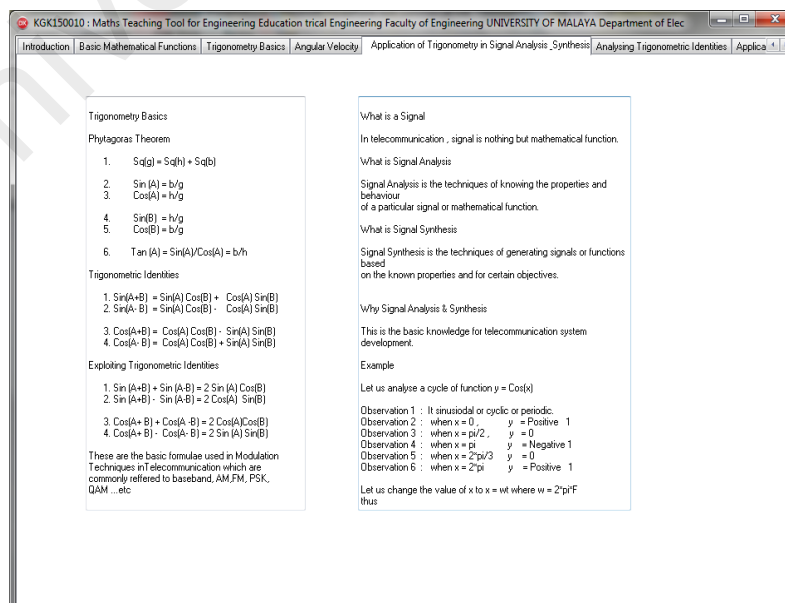 KGK150010 : Maths Teaching Tool for Engineering Education trical Engineering Faculty of Engineering UNIVERSITY OF MALAYA Department of Elec
Introduction
Basic Mathematical Functions
Trigonometry Basics
Angular Velocity
Application of Trigonometry in Signal Analysis_Synthesis
Analysing Trigonometric Identities
Applica
Trigonometry Basics
Phytagoras Theorem
1. Sq(g) = Sq(h) + Sq(b)
2. Sin (A) = b/g
3. Cos(A) = h/g
4. Sin(B) = h/g
5. Cos(B) = b/g
6. Tan (A) = Sin(A)/Cos(A) = b/h
Trigonometric Identities
1. Sin(A+B) = Sin(A) Cos(B) + Cos(A) Sin(B)
2. Sin(A- B) = Sin(A) Cos(B) - Cos(A) Sin(B)
3. Cos(A+B) = Cos(A) Cos(B) - Sin(A) Sin(B)
4. Cos(A- B) = Cos(A) Cos(B) + Sin(A) Sin(B)
Exploiting Trigonometric Identities
1. Sin (A+B) + Sin (A-B) = 2 Sin (A) Cos(B)
2. Sin (A+B) - Sin (A-B) = 2 Cos(A) Sin(B)
3. Cos(A+ B) + Cos(A -B) = 2 Cos(A)Cos(B)
4. Cos(A+ B) - Cos(A- B) = 2 Sin (A) Sin(B)
These are the basic formulae used in Modulation
Techniques inTelecommunication which are
commonly reffered to baseband, AM,FM, PSK,
QAM ...etc
What is a Signal
In telecommunication , signal is nothing but mathematical function.
What is Signal Analysis
Signal Analysis is the techniques of knowing the properties and
behaviour
of a particular signal or mathematical function.
What is Signal Synthesis
Signal Synthesis is the techniques of generating signals or functions
based
on the known properties and for certain objectives.
Why Signal Analysis & Synthesis
This is the basic knowledge for telecommunication system
development.
Example
Let us analyse a cycle of function y = Cos(x)
Observation 1 : It sinusiodal or cyclic or periodic.
Observation 2 : when x = 0 , y = Positive 1
Observation 3 : when x = pi/2 , y = 0
Observation 4 : when x = pi y = Negative 1
Observation 5 : when x = 2*pi/3 y = 0
Observation 6 : when x = 2*pi y = Positive 1
Let us change the value of x to x = wt where w = 2*pi*F
thus